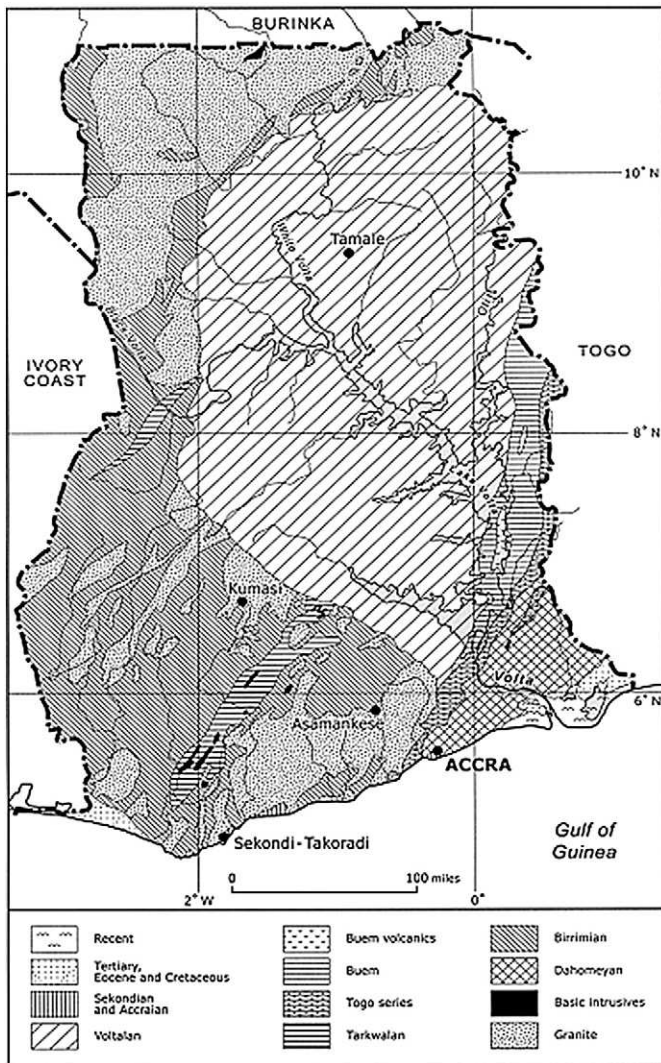 BURINKA
10° N
White Volta
Tamale
Black Volta
Oti
IVORY
COAST
TOGO
8° N
Kumasi
Volta
6° N
Asamankese
ACCRA
Sekondi-Takoradi
Gulf of
Guinea
0 100 miles
2° W 0°
Recent
Tertiary,
Eocene and Cretaceous
Sekondian
and Accraian
Voltaian
Buem volcanics
Buem
Togo series
Tarkwaian
Birrimian
Dahomeyan
Basic Intrusives
Granite